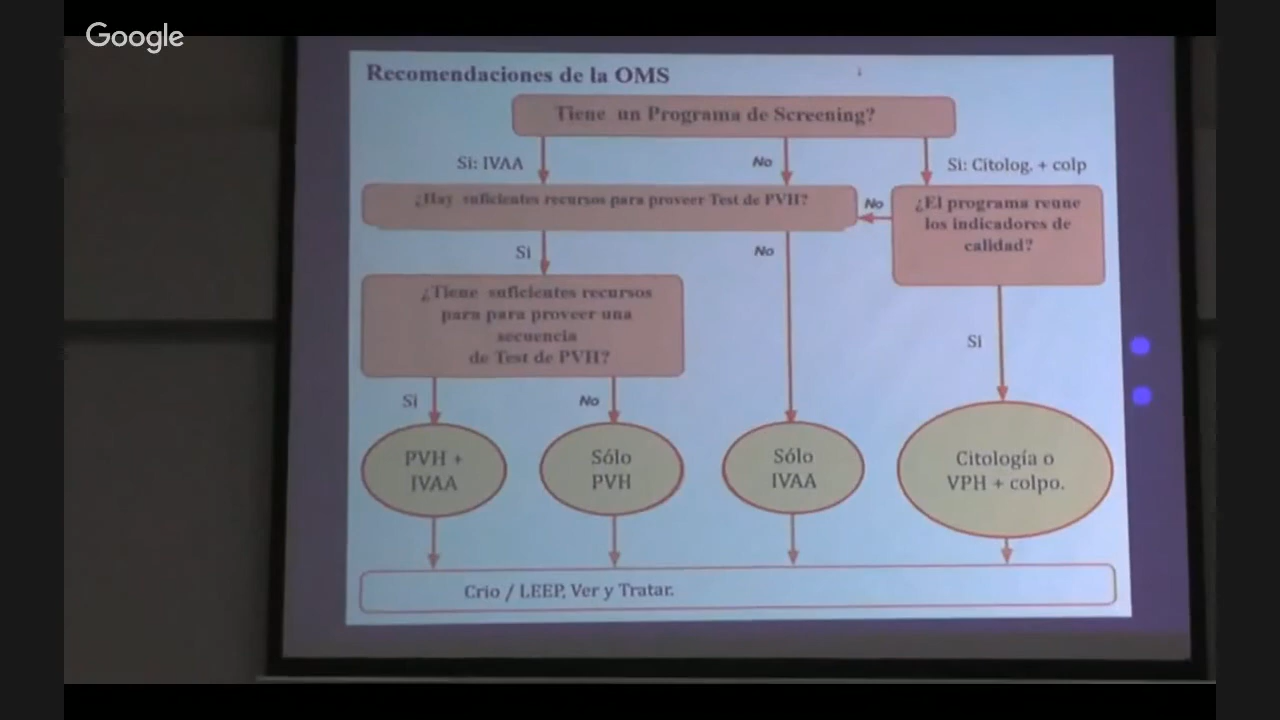 Google
Recomendaciones de la OMS
Tiene un Programa de Screening?
Si: IVAA
No
Si: Citolog. + colp
¿Hay suficientes recursos para proveer Test de PVH?
No
¿El programa reune
los indicadores de
calidad?
Si
No
¿Tiene suficientes recursos
para para proveer una
secuencia
de Test de PVH?
Si
Si
No
PVH +
IVAA
Sólo
PVH
Sólo
IVAA
Citología o
VPH + colpo.
Crio / LEEP, Ver y Tratar.